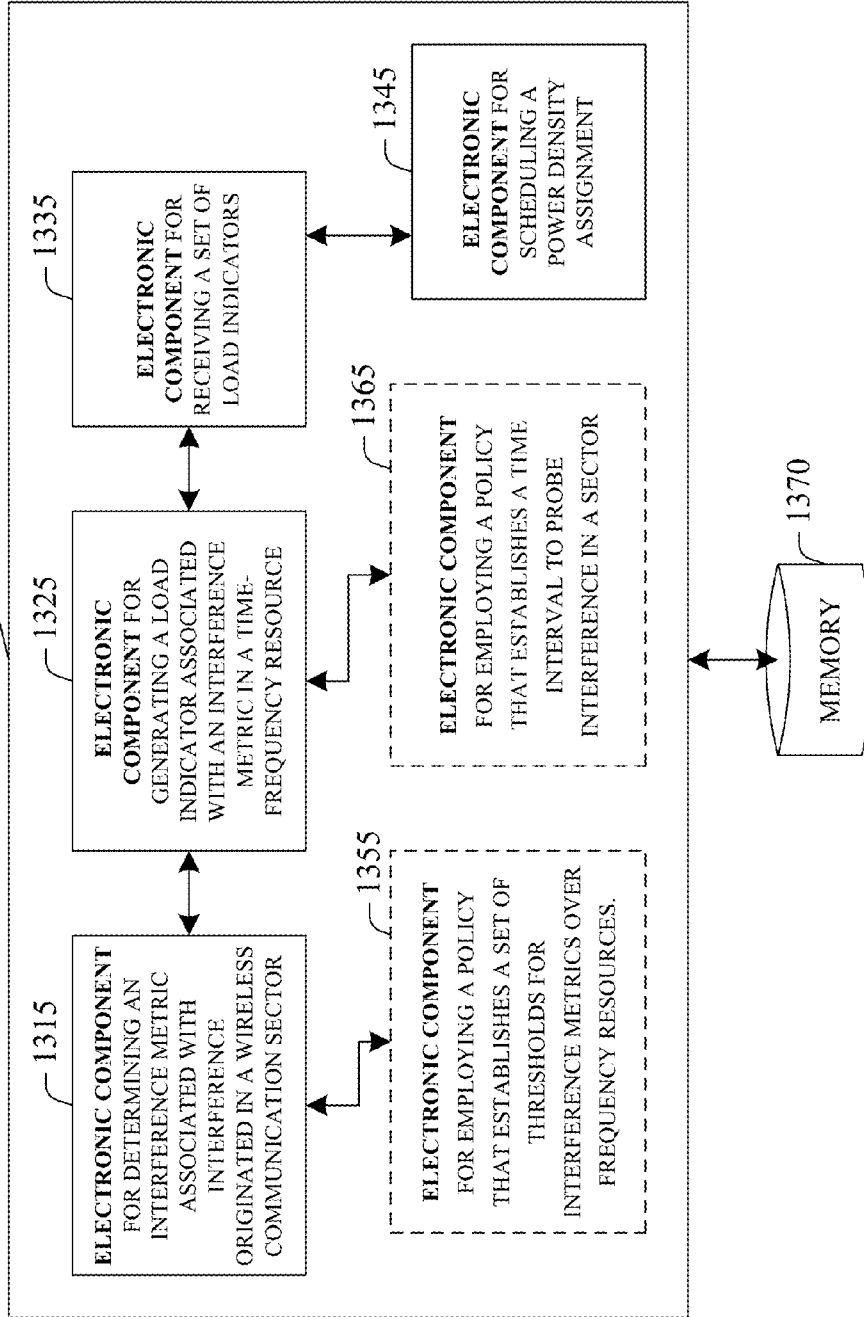 1315
ELECTRONIC COMPONENT
FOR DETERMINING AN
INTERFERENCE METRIC
ASSOCIATED WITH
INTERFERENCE
ORIGINATED IN A WIRELESS
COMMUNICATION SECTOR
1325
ELECTRONIC
COMPONENT FOR
GENERATING A LOAD
INDICATOR ASSOCIATED
WITH AN INTERFERENCE
METRIC IN A TIME-
FREQUENCY RESOURCE
1335
ELECTRONIC
COMPONENT FOR
RECEIVING A SET OF
LOAD INDICATORS
1355
ELECTRONIC COMPONENT
FOR EMPLOYING A POLICY
THAT ESTABLISHES A SET OF
THRESHOLDS FOR
INTERFERENCE METRICS OVER
FREQUENCY RESOURCES.
1365
ELECTRONIC COMPONENT
FOR EMPLOYING A POLICY
THAT ESTABLISHES A TIME
INTERVAL TO PROBE
INTERFERENCE IN A SECTOR
1345
ELECTRONIC
COMPONENT FOR
SCHEDULING A
POWER DENSITY
ASSIGNMENT
1370
MEMORY